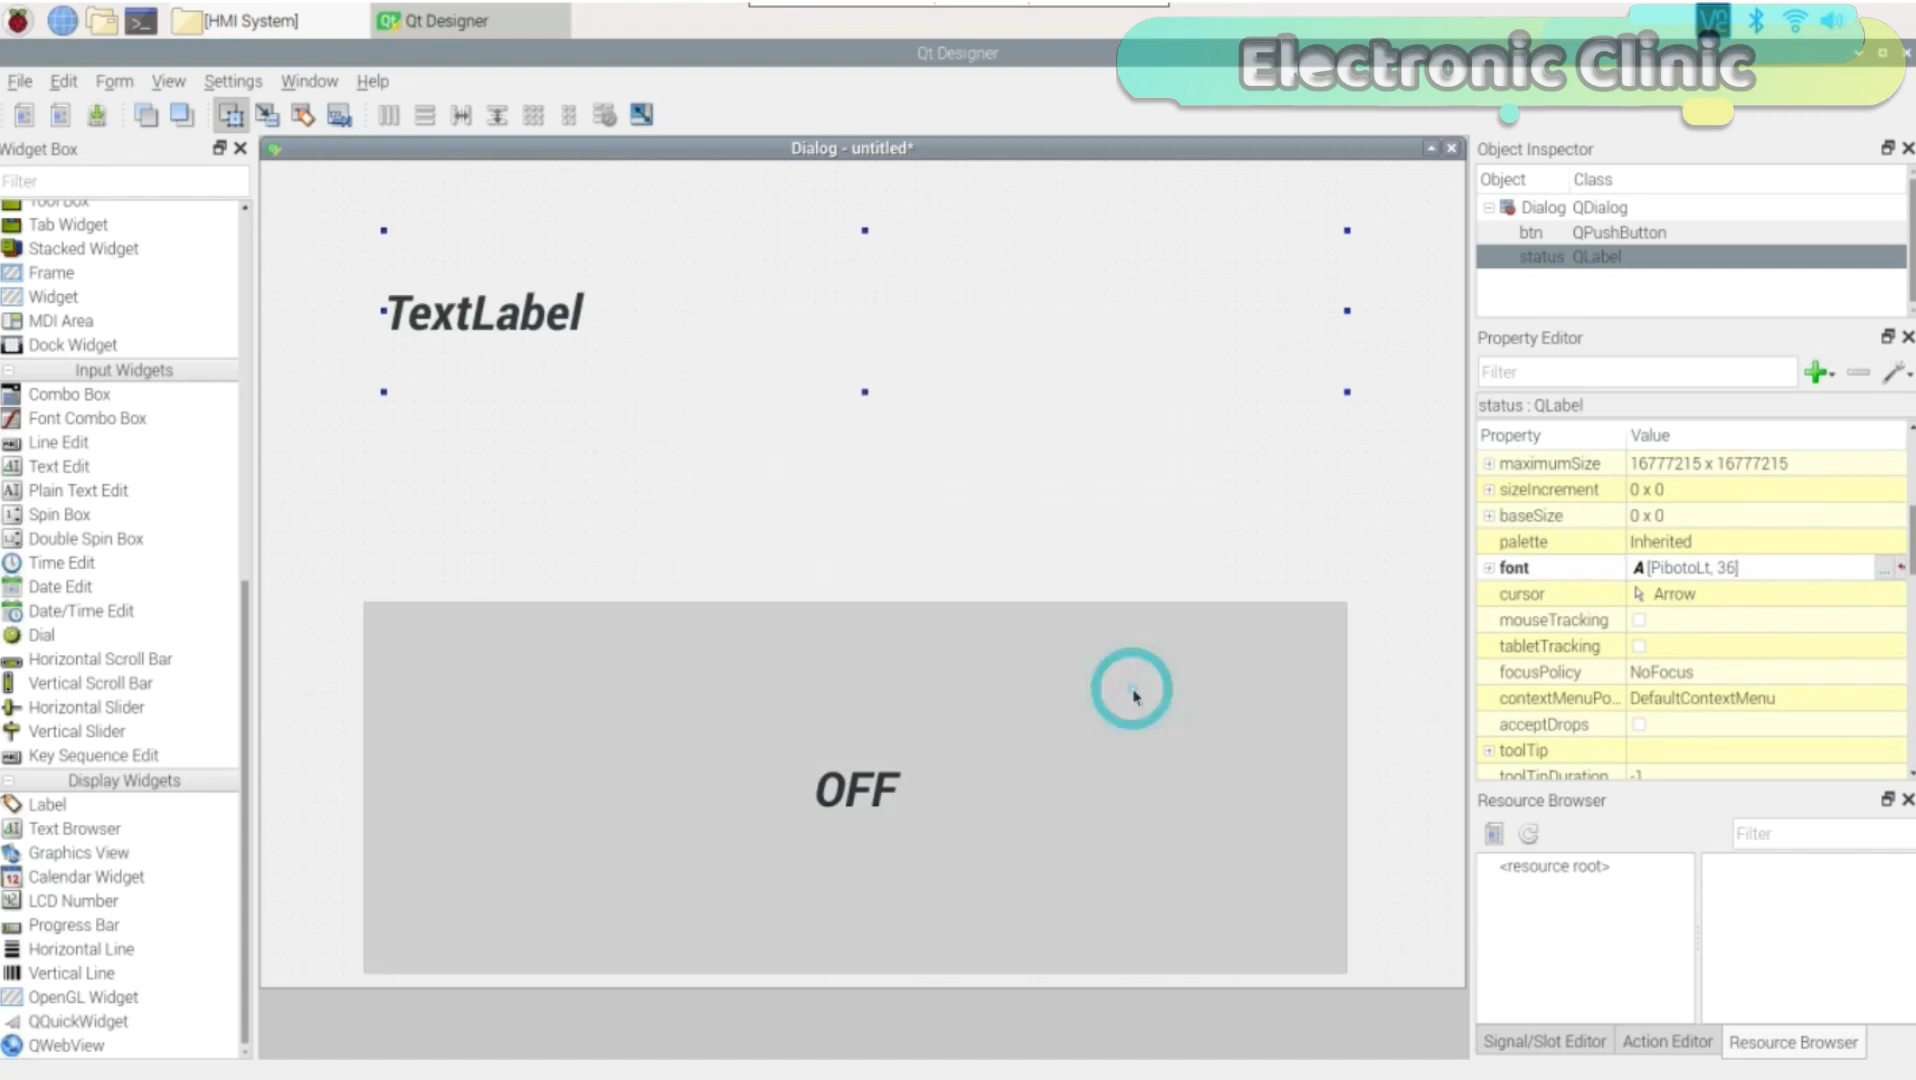 [HMI System]
Qt Designer
Qt Designer
Electronic Clinic
File Edit Form View Settings Window Help
Widget Box
Filter
Tool Box
Tab Widget
Stacked Widget
Frame
Widget
MDI Area
Dock Widget
Input Widgets
Combo Box
Font Combo Box
Line Edit
Text Edit
Plain Text Edit
Spin Box
Double Spin Box
Time Edit
Date Edit
Date/Time Edit
Dial
Horizontal Scroll Bar
Vertical Scroll Bar
Horizontal Slider
Vertical Slider
Key Sequence Edit
Display Widgets
Label
Text Browser
Graphics View
Calendar Widget
LCD Number
Progress Bar
Horizontal Line
Vertical Line
OpenGL Widget
QQuickWidget
QWebView
Dialog - untitled*
TextLabel
OFF
Object Inspector
Object Class
Dialog QDialog
btn QPushButton
status QLabel
Property Editor
Filter
status : QLabel
Property Value
maximumSize 16777215 x 16777215
sizeIncrement 0 x 0
baseSize 0 x 0
palette Inherited
font A [PibotoLt, 36] ...
cursor Arrow
mouseTracking
tabletTracking
focusPolicy NoFocus
contextMenuPo... DefaultContextMenu
acceptDrops
toolTip
toolTipDuration -1
Resource Browser
Filter
<resource root>
Signal/Slot Editor Action Editor Resource Browser